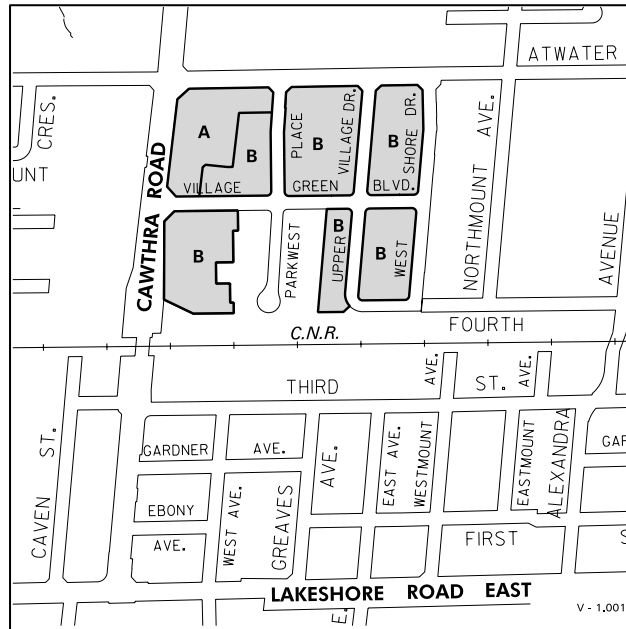 ATWATER
CRES.
UNT
CAWTHRA ROAD
A
B
PLACE
B
VILLAGE DR.
B
SHORE DR.
NORTHMOUNT AVE.
VILLAGE GREEN BLVD.
B
PARKWEST
B
UPPER
B
WEST
AVENUE
C.N.R.
FOURTH
THIRD ST.
AVE.
AVE.
CAVEN ST.
GARDNER AVE.
AVE.
EAST AVE.
WESTMOUNT
EASTMOUNT
ALEXANDRA
GAR
EBONY
AVE.
WEST AVE.
GREAVES
FIRST
S
LAKESHORE ROAD EAST
E.
V - 1.001